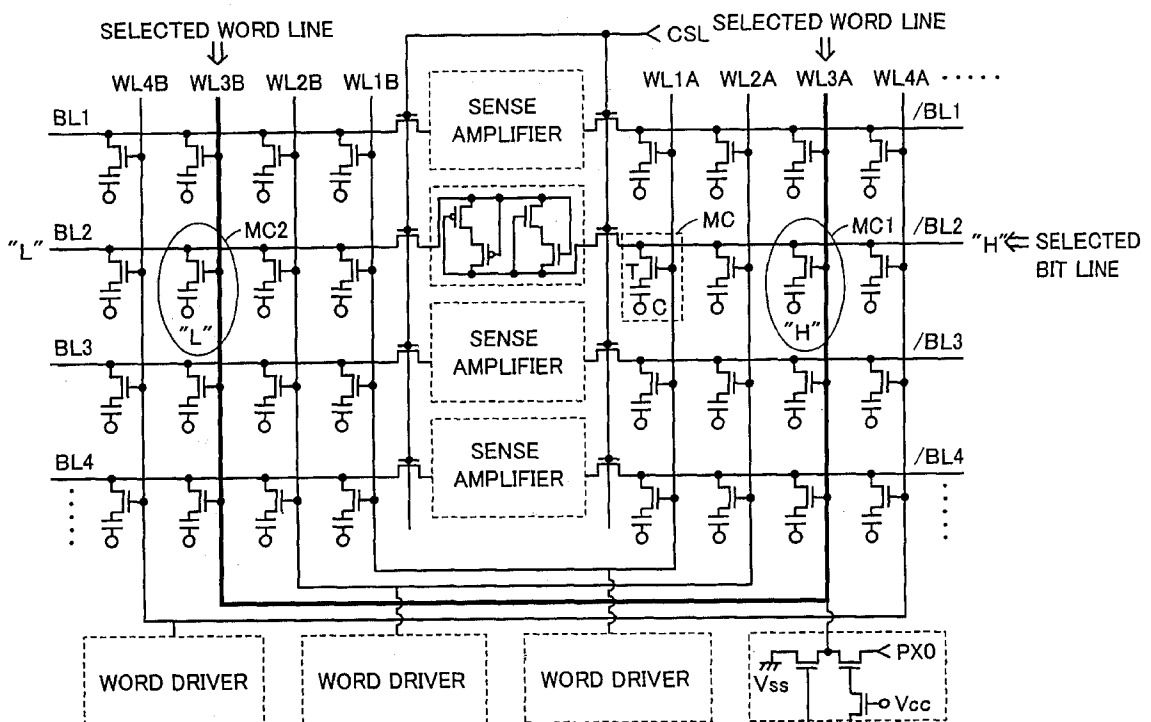 SELECTED WORD LINE
SELECTED WORD LINE
CSL
WL4B WL3B WL2B WL1B
WL1A WL2A WL3A WL4A
BL1
SENSE AMPLIFIER
/BL1
"L"
BL2
MC2
MC
MC1
/BL2
"H"
SELECTED BIT LINE
T
C
"L"
"H"
BL3
SENSE AMPLIFIER
/BL3
BL4
SENSE AMPLIFIER
/BL4
WORD DRIVER
WORD DRIVER
WORD DRIVER
Vss
PX0
Vcc